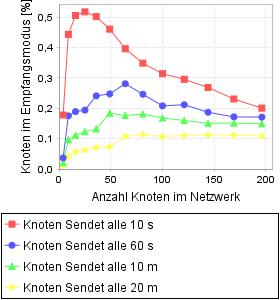 Knoten im Empfangsmodus [%]
0,5
0,4
0,3
0,2
0,1
0,0
0
50
100
150
200
Anzahl Knoten im Netzwerk
Knoten Sendet alle 10 s
Knoten Sendet alle 60 s
Knoten Sendet alle 10 m
Knoten Sendet alle 20 m